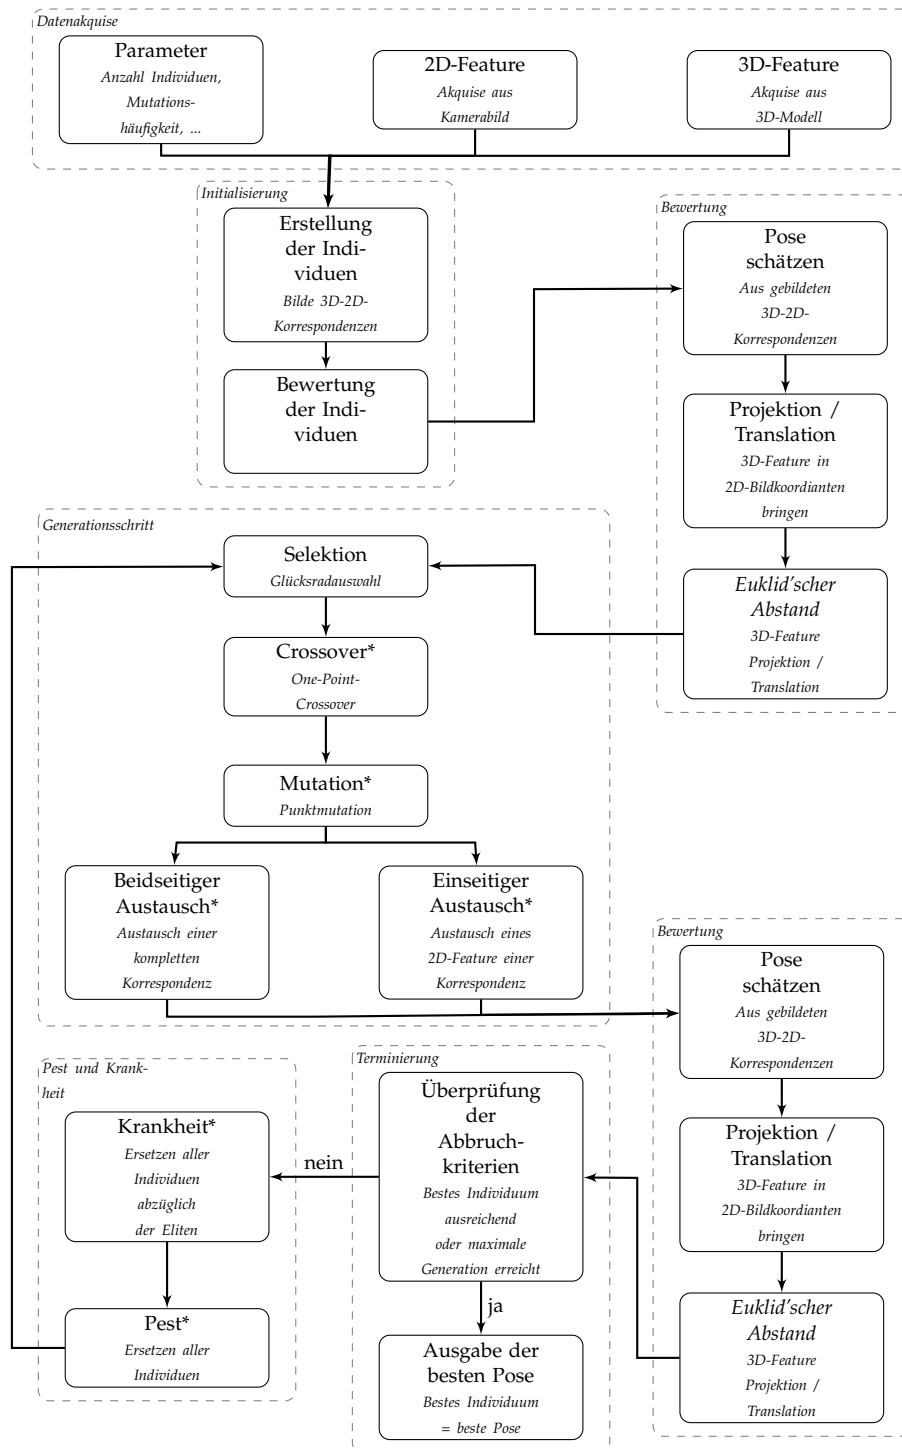 Datenakquise
Parameter
Anzahl Individuen,
Mutations-
häufigkeit, ...
2D-Feature
Akquise aus
Kamerabild
3D-Feature
Akquise aus
3D-Modell
Initialisierung
Erstellung
der Indi-
viduen
Bilde 3D-2D-
Korrespondenzen
Bewertung
der Indi-
viduen
Bewertung
Pose
schätzen
Aus gebildeten
3D-2D-
Korrespondenzen
Projektion /
Translation
3D-Feature in
2D-Bildkoordianten
bringen
Euklid'scher
Abstand
3D-Feature
Projektion /
Translation
Generationsschritt
Selektion
Glücksradauswahl
Crossover*
One-Point-
Crossover
Mutation*
Punktmutation
Beidseitiger
Austausch*
Austausch einer
kompletten
Korrespondenz
Einseitiger
Austausch*
Austausch eines
2D-Feature einer
Korrespondenz
Bewertung
Pose
schätzen
Aus gebildeten
3D-2D-
Korrespondenzen
Projektion /
Translation
3D-Feature in
2D-Bildkoordianten
bringen
Euklid'scher
Abstand
3D-Feature
Projektion /
Translation
Terminierung
Überprüfung
der
Abbruch-
kriterien
Bestes Individuum
ausreichend
oder maximale
Generation erreicht
ja
Ausgabe der
besten Pose
Bestes Individuum
= beste Pose
nein
Pest und Krank-
heit
Krankheit*
Ersetzen aller
Individuen
abzüglich
der Eliten
Pest*
Ersetzen aller
Individuen